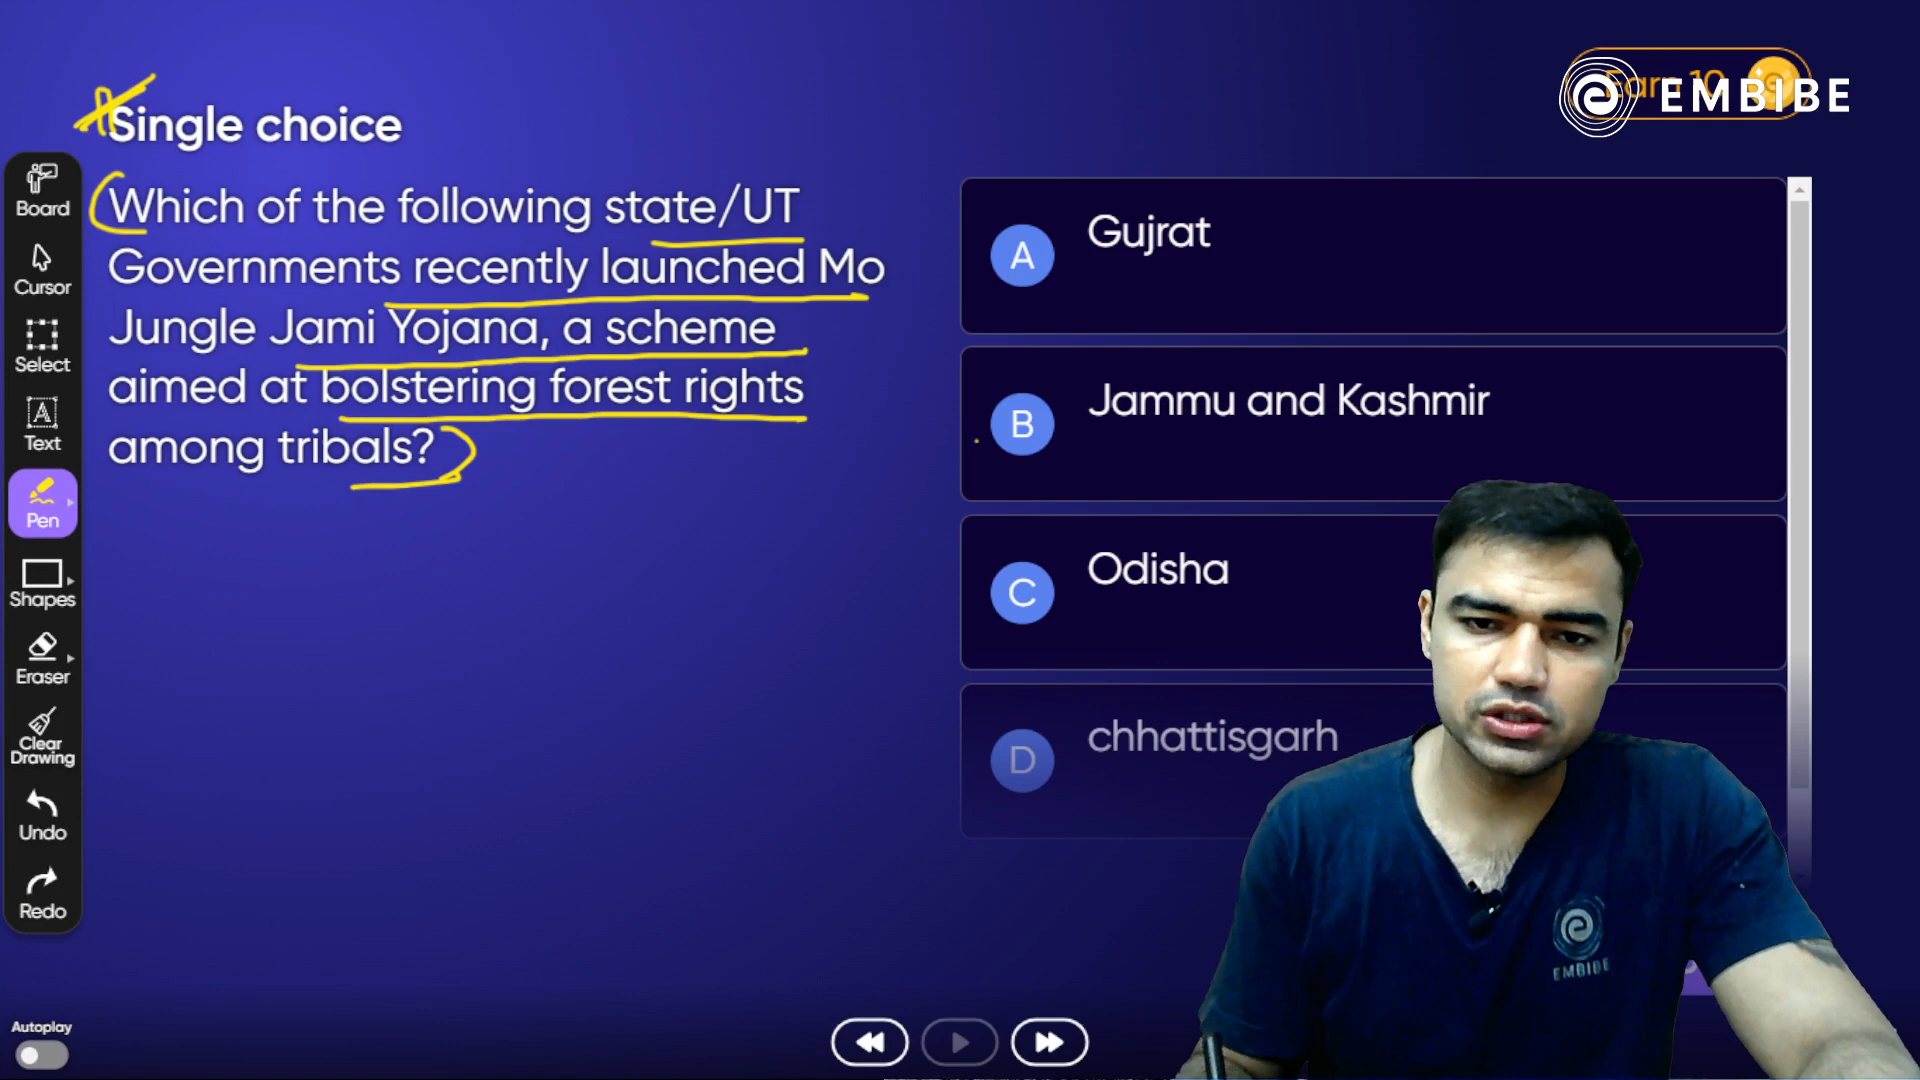 Single choice
EMBIBE
Which of the following state/UT
Governments recently launched Mo
Jungle Jami Yojana, a scheme
aimed at bolstering forest rights
among tribals?
A Gujrat
B Jammu and Kashmir
C Odisha
D chhattisgarh
Board
Cursor
Select
A
Text
Pen
Shapes
Eraser
Clear
Drawing
Undo
Redo
Autoplay
EMBIBE